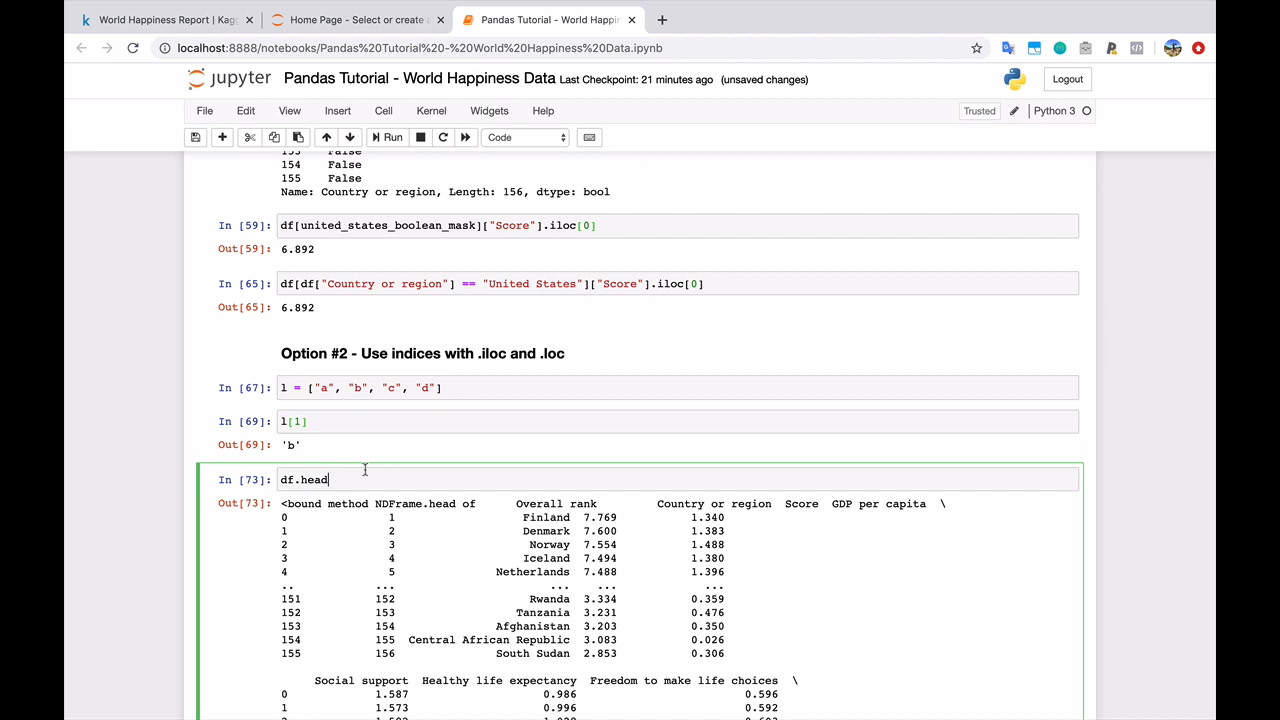 World Happiness Report | Kag
Home Page - Select or create a
Pandas Tutorial - World Happin
localhost:8888/notebooks/Pandas%20Tutorial%20-%20World%20Happiness%20Data.ipynb
jupyter Pandas Tutorial - World Happiness Data Last Checkpoint: 21 minutes ago (unsaved changes)
Logout
File Edit View Insert Cell Kernel Widgets Help
Trusted Python 3
Run Code
153 False
154 False
155 False
Name: Country or region, Length: 156, dtype: bool
In [59]: df[united_states_boolean_mask]["Score"].iloc[0]
Out[59]: 6.892
In [65]: df[df["Country or region"] == "United States"]["Score"].iloc[0]
Out[65]: 6.892
Option #2 - Use indices with .iloc and .loc
In [67]: l = ["a", "b", "c", "d"]
In [69]: l[1]
Out[69]: 'b'
In [73]: df.head
Out[73]: <bound method NDFrame.head of Overall rank Country or region Score GDP per capita \
0 1 Finland 7.769 1.340
1 2 Denmark 7.600 1.383
2 3 Norway 7.554 1.488
3 4 Iceland 7.494 1.380
4 5 Netherlands 7.488 1.396
.. ... ... ... ...
151 152 Rwanda 3.334 0.359
152 153 Tanzania 3.231 0.476
153 154 Afghanistan 3.203 0.350
154 155 Central African Republic 3.083 0.026
155 156 South Sudan 2.853 0.306
Social support Healthy life expectancy Freedom to make life choices \
0 1.587 0.986 0.596
1 1.573 0.996 0.592